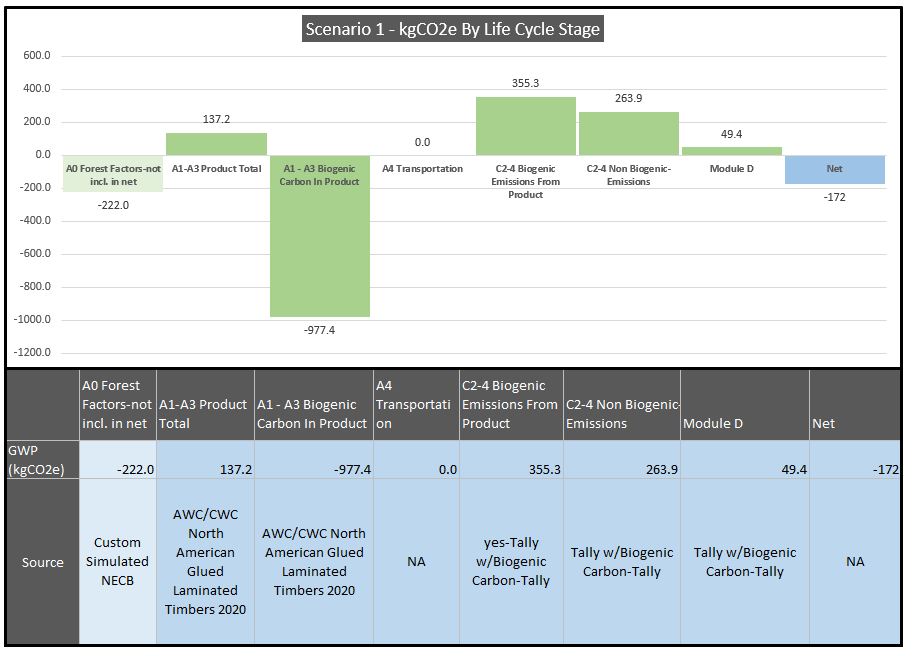 Scenario 1 - kgCO2e By Life Cycle Stage
600.0
400.0
200.0
0.0
-200.0
-400.0
-600.0
-800.0
-1000.0
-1200.0
-222.0
137.2
-977.4
0.0
355.3
263.9
49.4
-172
A0 Forest Factors-not
incl. in net
A1-A3 Product Total
A1 - A3 Biogenic
Carbon In Product
A4 Transportation
C2-4 Biogenic
Emissions From
Product
C2-4 Non Biogenic-
Emissions
Module D
Net
A0 Forest
Factors-not
incl. in net
A1-A3 Product
Total
A1 - A3 Biogenic
Carbon In Product
A4
Transportati
on
C2-4 Biogenic
Emissions From
Product
C2-4 Non Biogenic-
Emissions
Module D
Net
GWP
(kgCO2e)
-222.0
137.2
-977.4
0.0
355.3
263.9
49.4
-172
Source
Custom
Simulated
NECB
AWC/CWC
North
American
Glued
Laminated
Timbers 2020
AWC/CWC North
American Glued
Laminated
Timbers 2020
NA
yes-Tally
w/Biogenic
Carbon-Tally
Tally w/Biogenic
Carbon-Tally
Tally w/Biogenic
Carbon-Tally
NA